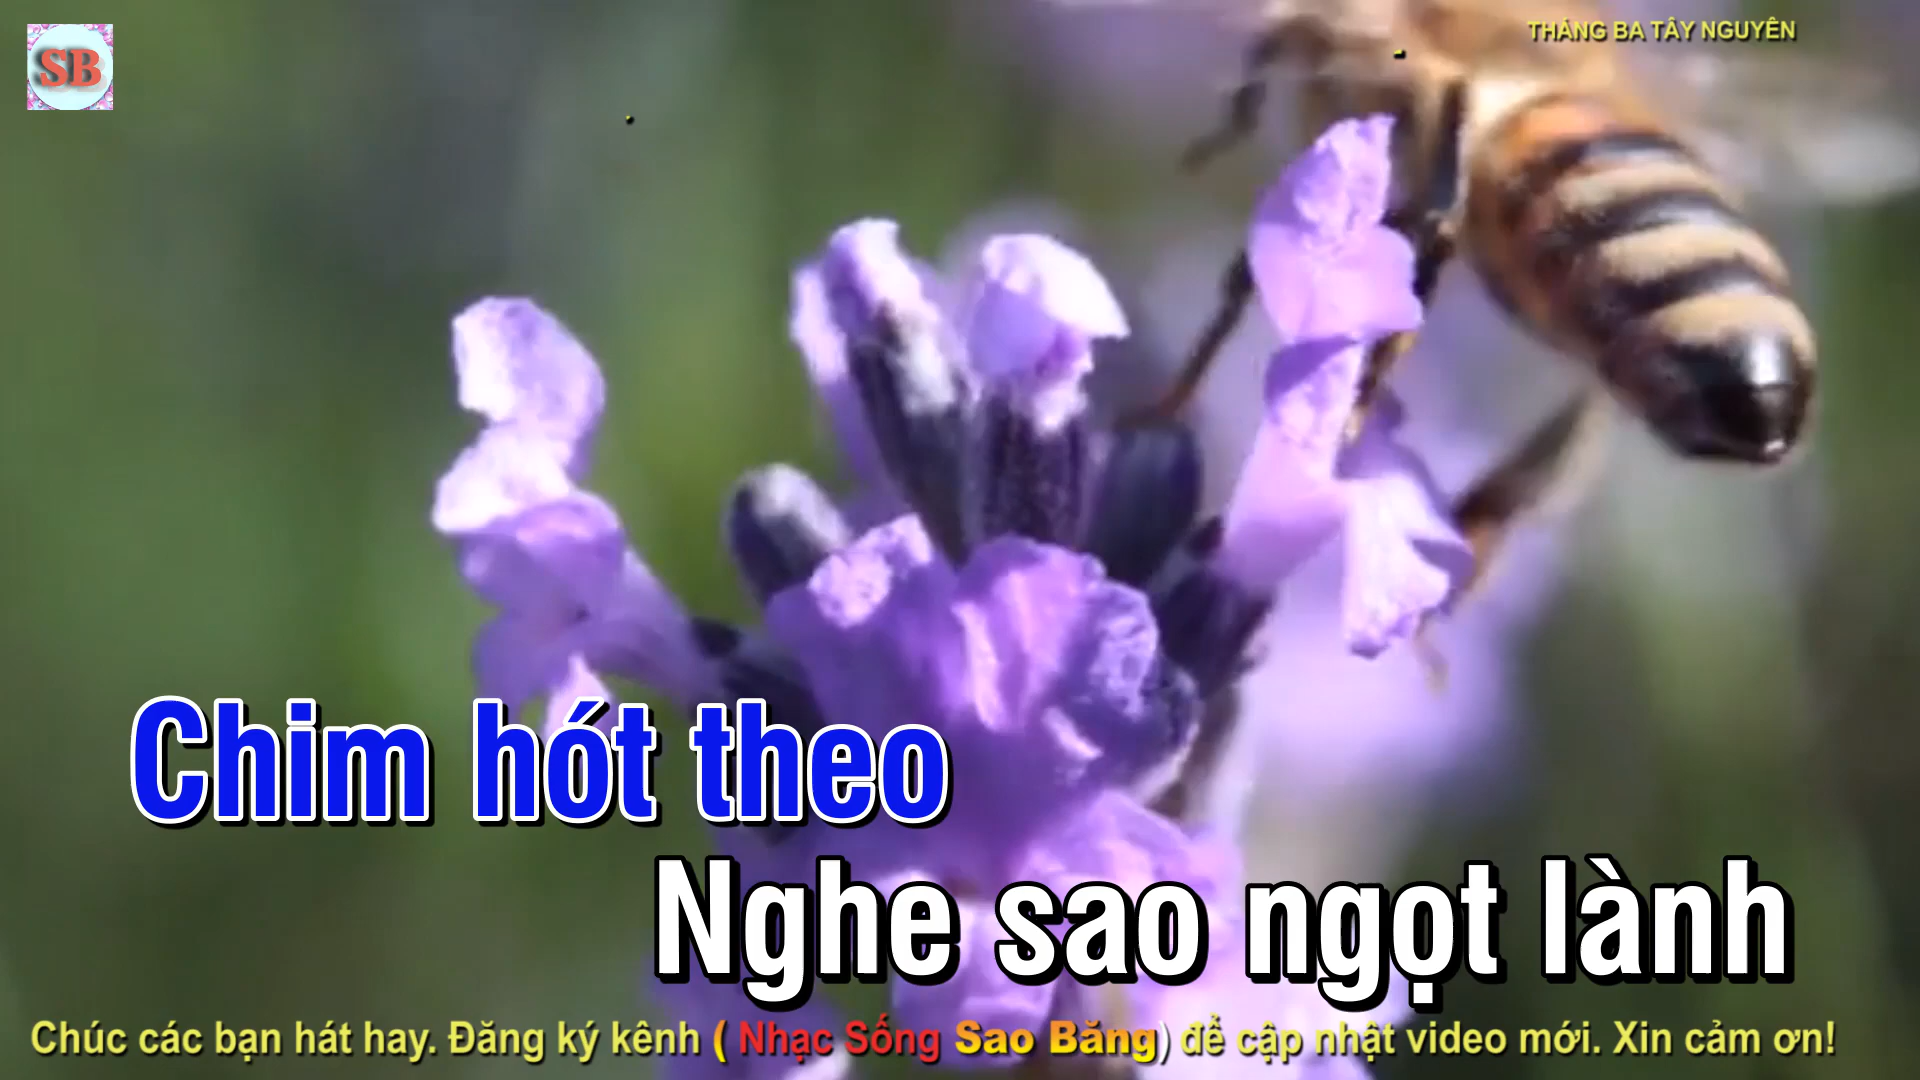 SB
THÁNG BA TÂY NGUYÊN
Chim hót theo
Nghe sao ngọt lành
Chúc các bạn hát hay. Đăng ký kênh ( Nhạc Sống Sao Băng) để cập nhật video mới. Xin cảm ơn!